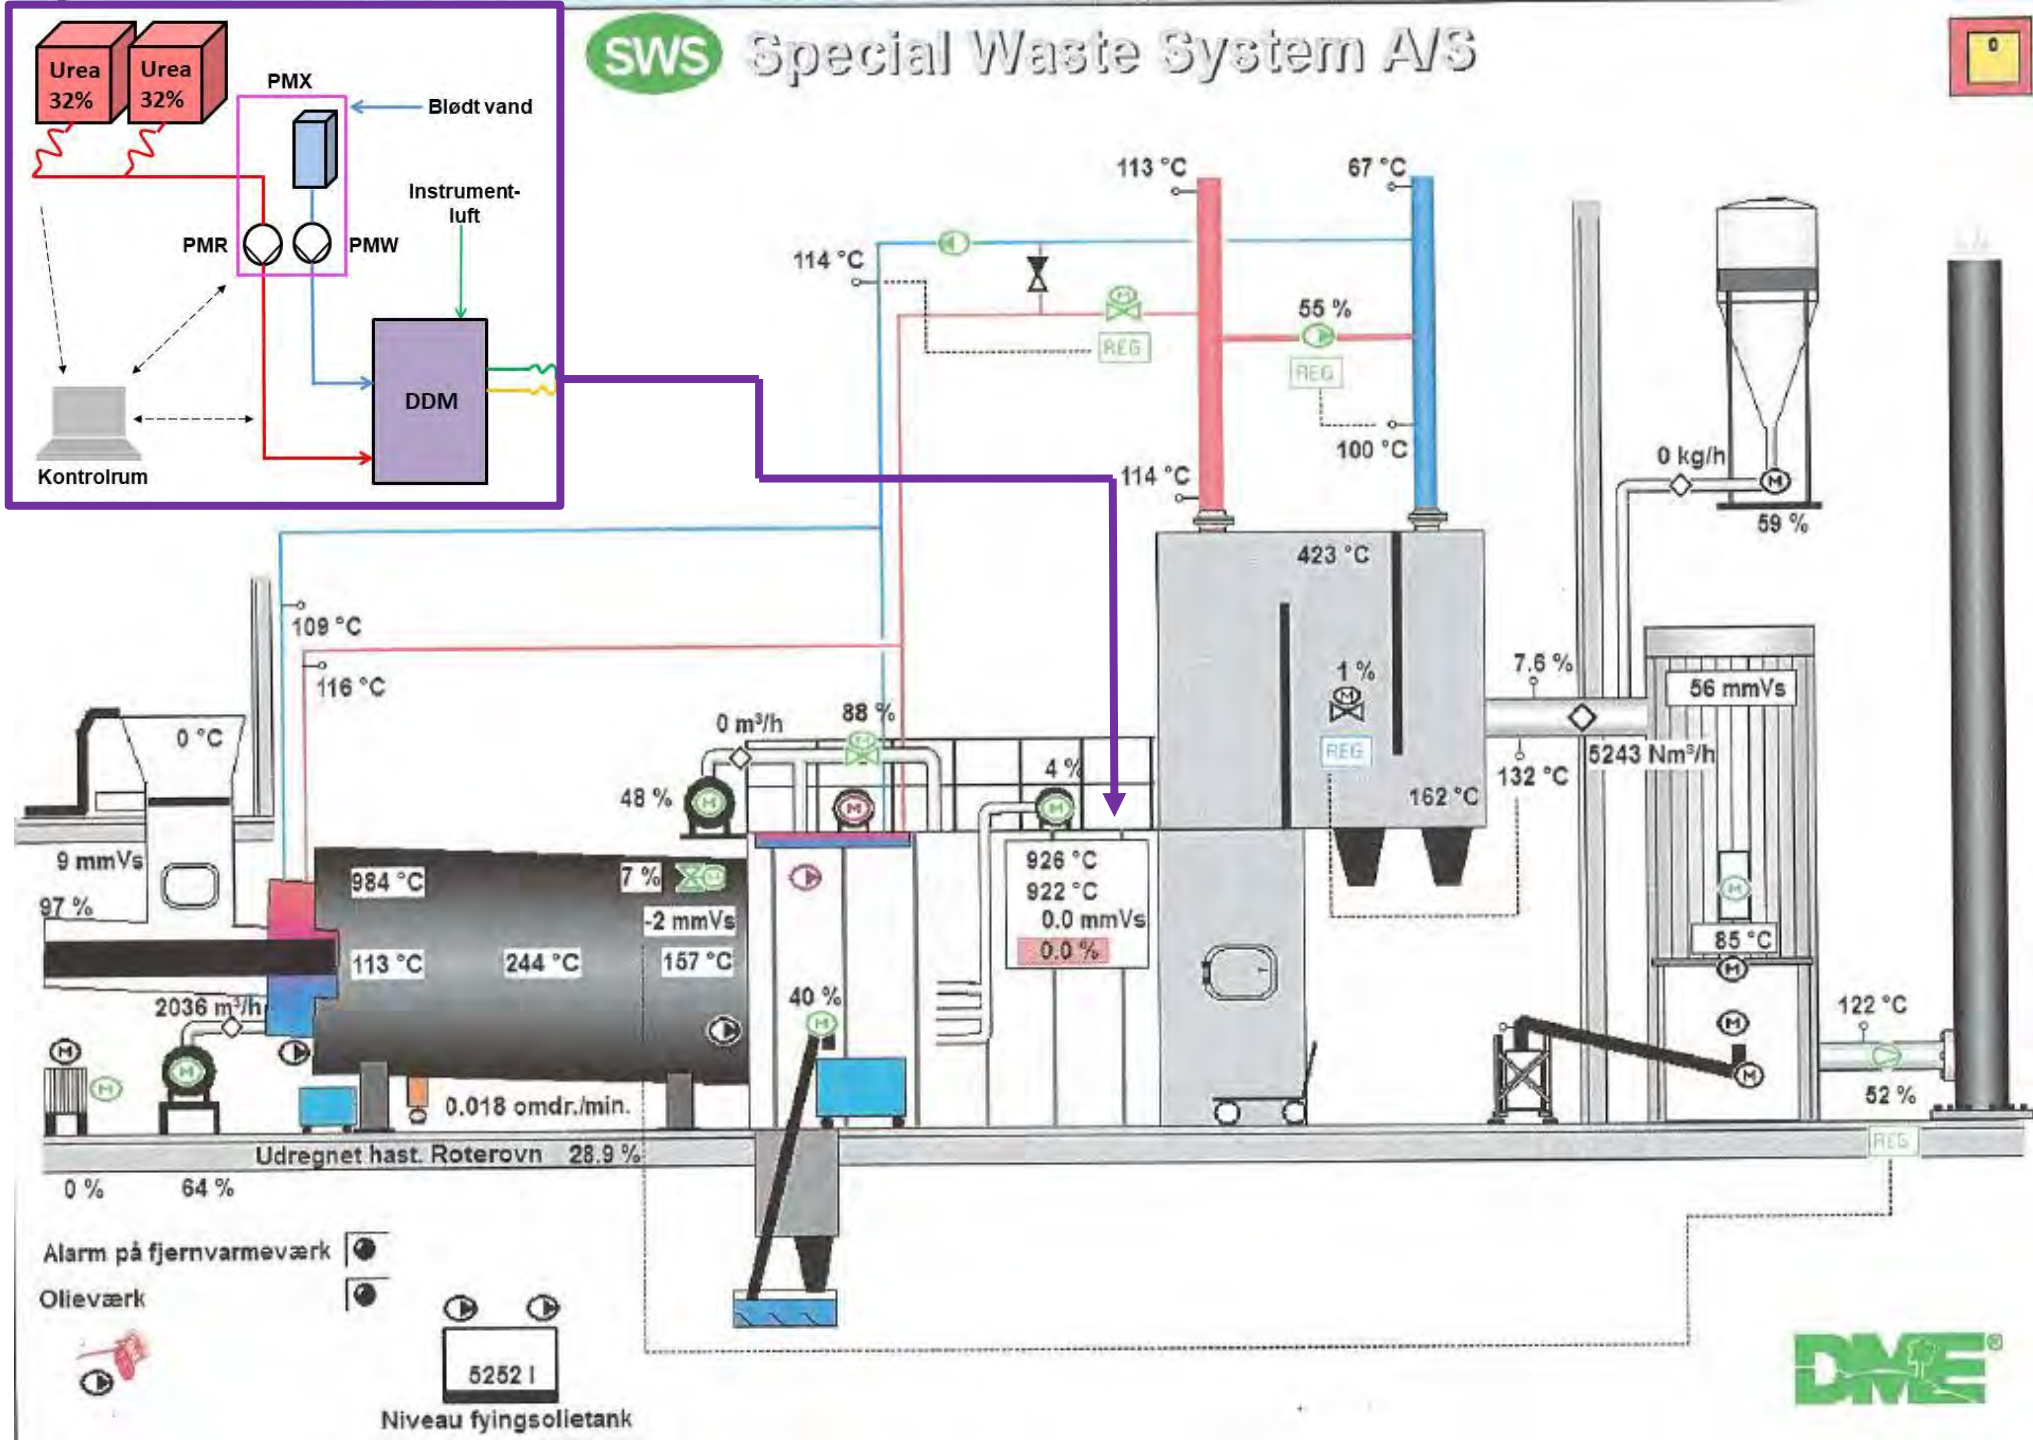 SWS Special Waste System A/S
0
Urea
32%
Urea
32%
PMX
Blødt vand
Instrument-
luft
PMR
PMW
DDM
Kontrolrum
113 °C
67 °C
114 °C
M
REG
55 %
REG
100 °C
114 °C
0 kg/h
M
59 %
423 °C
109 °C
116 °C
1 %
M
REG
7.6 %
56 mmVs
0 °C
0 m³/h
88 %
4 %
5243 Nm³/h
132 °C
162 °C
48 %
M
M
M
9 mmVs
984 °C
7 %
M
926 °C
922 °C
0.0 mmVs
0.0 %
97 %
-2 mmVs
M
85 °C
M
113 °C
244 °C
157 °C
2036 m³/h
40 %
M
M
M
122 °C
M
M
M
52 %
0.018 omdr./min.
Udregnet hast. Roterovn 28.9 %
REG
0 %
64 %
Alarm på fjernvarmeværk
Olieværk
5252 l
Niveau fyingsolietank
DME®